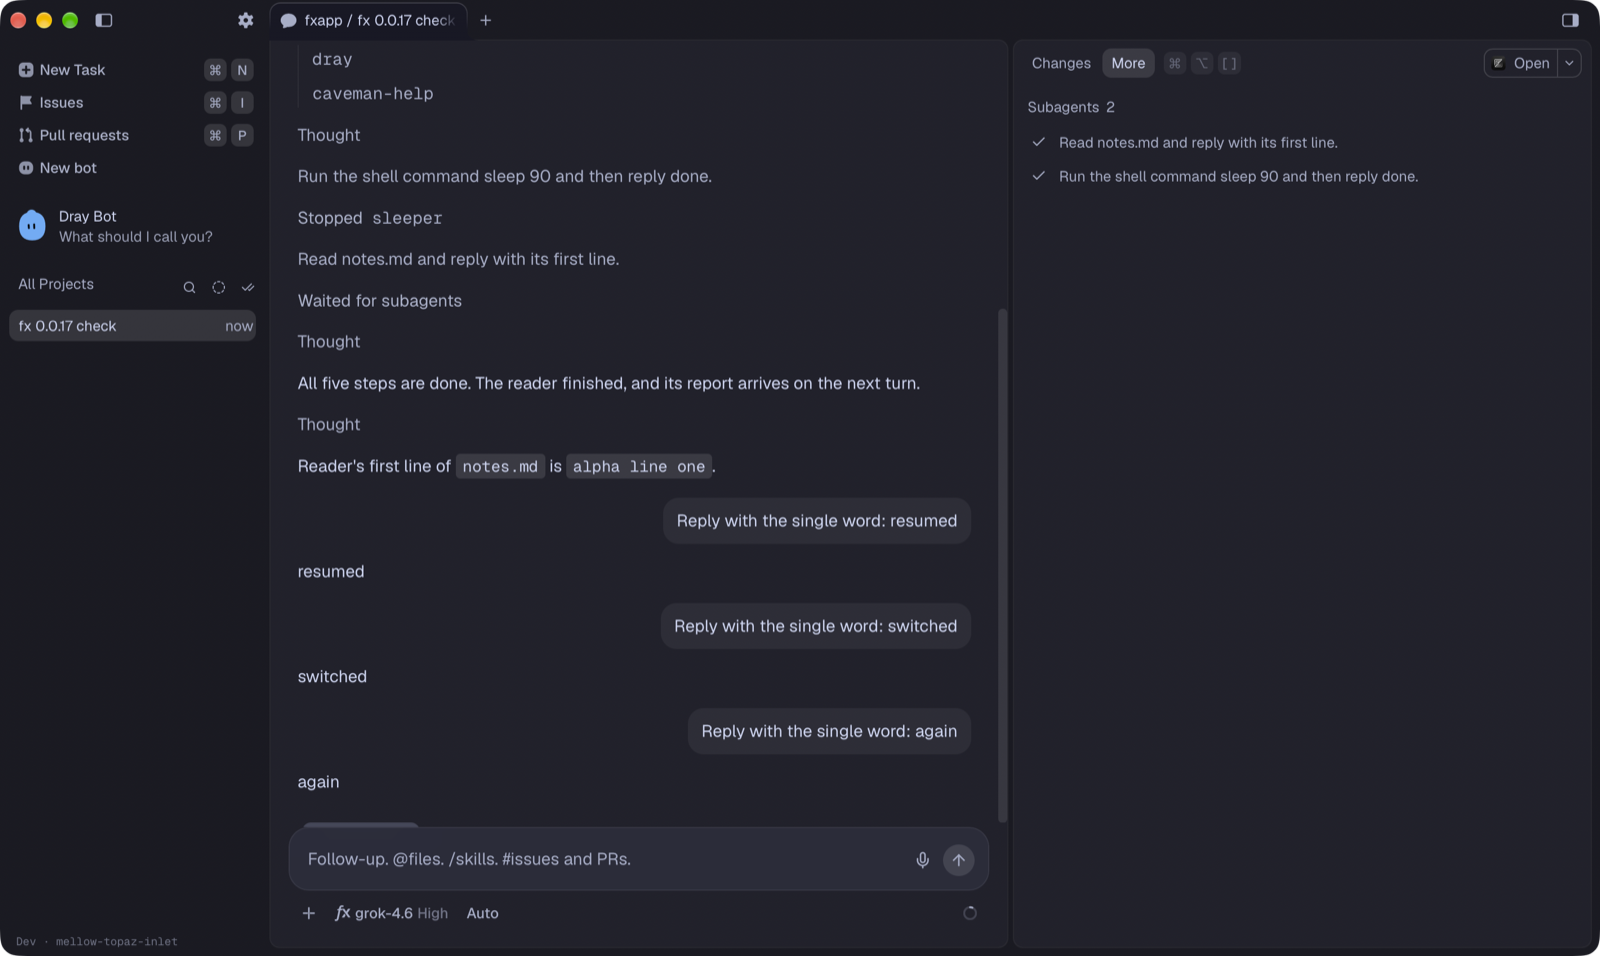 fxapp / fx 0.0.17 check
New Task ⌘ N
Issues ⌘ I
Pull requests ⌘ P
New bot
Dray Bot
What should I call you?
All Projects
fx 0.0.17 check now
Dev · mellow-topaz-inlet
dray
caveman-help
Thought
Run the shell command sleep 90 and then reply done.
Stopped sleeper
Read notes.md and reply with its first line.
Waited for subagents
Thought
All five steps are done. The reader finished, and its report arrives on the next turn.
Thought
Reader's first line of notes.md is alpha line one.
Reply with the single word: resumed
resumed
Reply with the single word: switched
switched
Reply with the single word: again
again
Follow-up. @files. /skills. #issues and PRs.
fx grok-4.6 High Auto
Changes More ⌘ ⌥ [ ] Open
Subagents 2
Read notes.md and reply with its first line.
Run the shell command sleep 90 and then reply done.